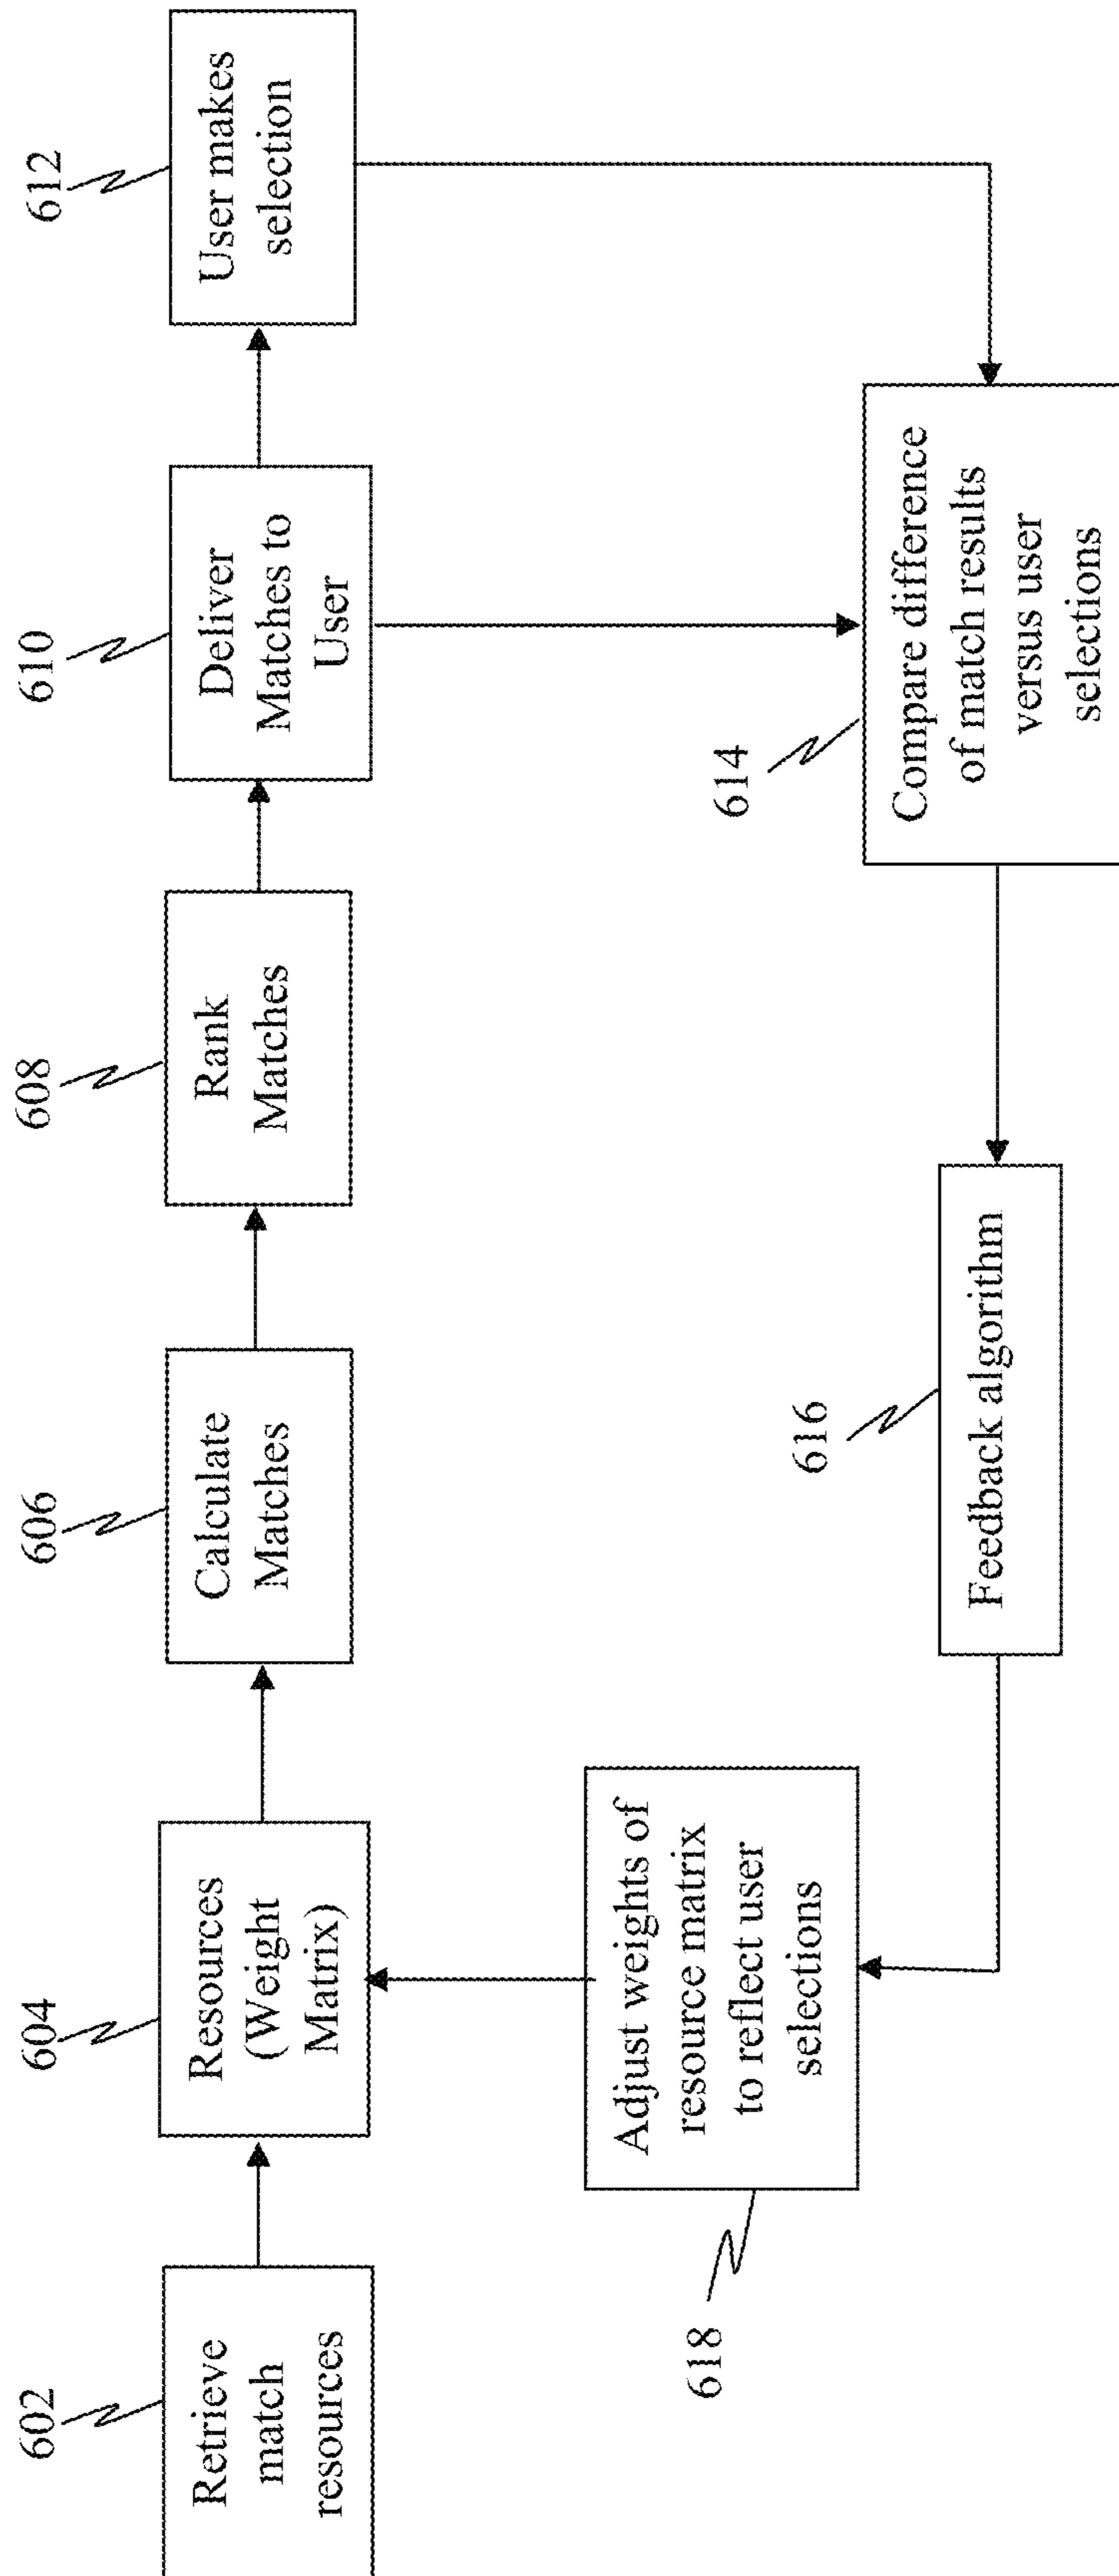 602
Retrieve
match
resources
604
Resources
(Weight
Matrix)
606
Calculate
Matches
608
Rank
Matches
610
Deliver
Matches to
User
612
User makes
selection
614
Compare difference
of match results
versus user
selections
616
Feedback algorithm
618
Adjust weights of
resource matrix
to reflect user
selections